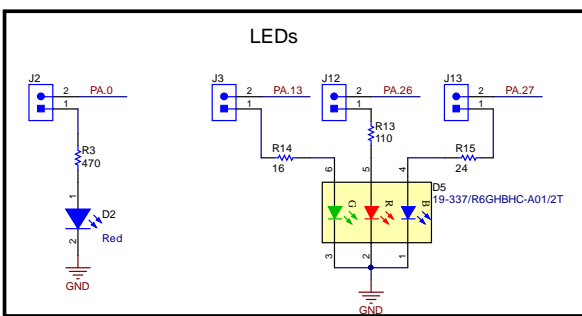 LEDs
J2
2
PA.0
1
R3
470
1
D2
Red
2
GND
J3
2
PA.13
1
R14
16
J12
2
PA.26
1
R13
110
J13
2
PA.27
1
R15
24
6
5
4
D5
19-337/R6GHBHC-A01/2T
G
R
B
3
2
1
GND